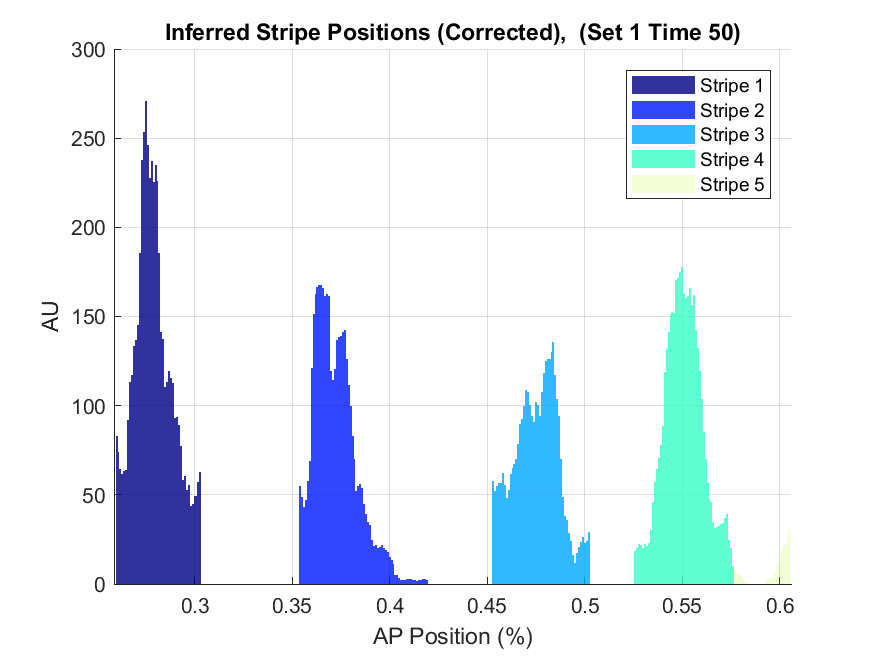 Inferred Stripe Positions (Corrected),  (Set 1 Time 50)
300
250
200
150
100
50
0
AU
Stripe 1
Stripe 2
Stripe 3
Stripe 4
Stripe 5
0.3 0.35 0.4 0.45 0.5 0.55 0.6
AP Position (%)